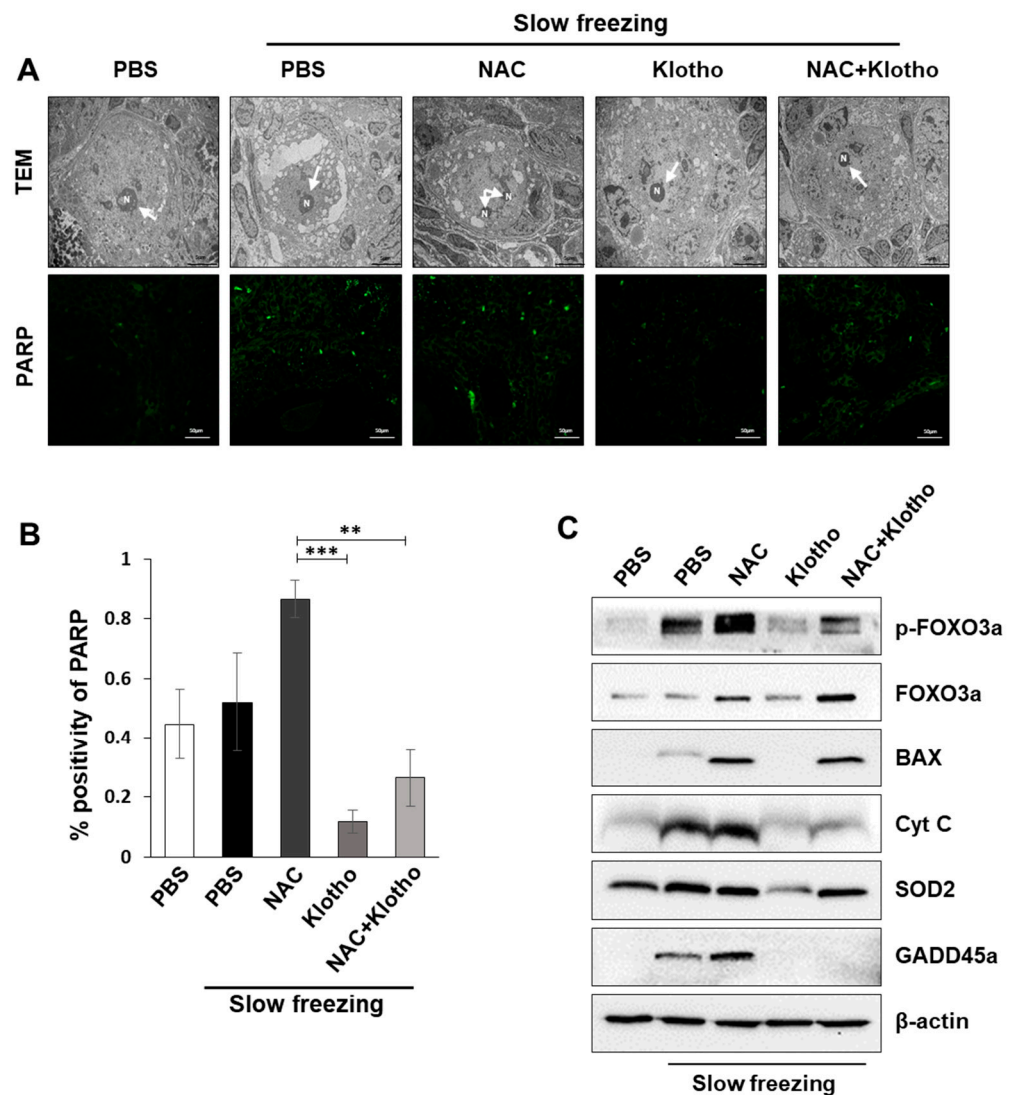 Slow freezing
A
PBS PBS NAC Klotho NAC+Klotho
TEM
N N N N N N
PARP
50µm 50µm 50µm 50µm 50µm
B
** 
***
% positivity of PARP
1
0.8
0.6
0.4
0.2
0
PBS PBS NAC Klotho NAC+Klotho
Slow freezing
C
PBS PBS NAC Klotho NAC+Klotho
p-FOXO3a
FOXO3a
BAX
Cyt C
SOD2
GADD45a
β-actin
Slow freezing